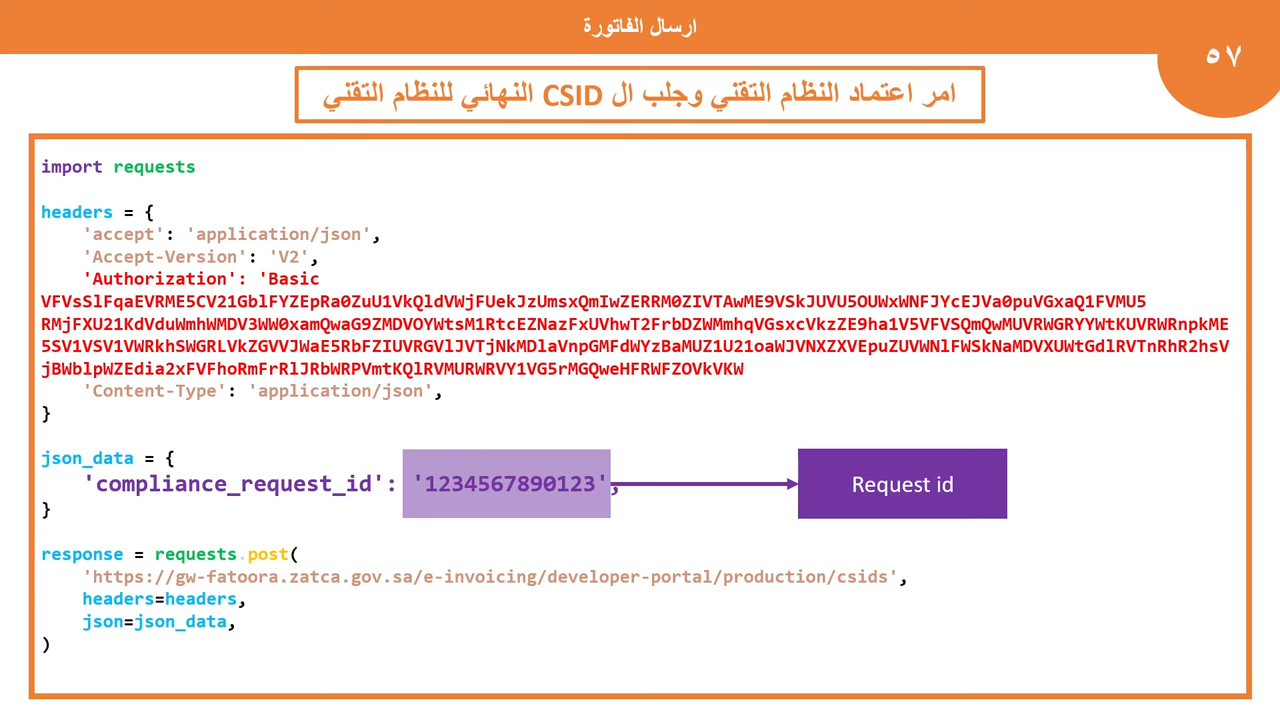 ارسال الفاتورة
٥٧
امر اعتماد النظام التقني وجلب ال CSID النهائي للنظام التقني
import requests
headers = {
    'accept': 'application/json',
    'Accept-Version': 'V2',
    'Authorization': 'Basic
VFVsSlFqaEVRME5CV21GblFYZEpRa0ZuU1VkQldVWjFUekJzUmsxQmIwZERRM0ZIVTAwME9VSkJUVU5OUWxWNFJYcEJVa0puVGxaQ1FVMU5
RMjFXU21KdVduWmhWMDV3WW0xamQwaG9ZMDVOYWtsM1RtcEZNazFxUVhwT2FrbDZWMmhqVGsxcVkzZE9ha1V5VFVSQmQwMUVRWGRYYWtKUVRWRnpkME
5SV1VSV1VWRkhSWGRLVkZGVVJWaE5RbFZIUVRGVlJVTjNkMDlaVnpGMFdWYzBaMUZ1U21oaWJVNXZXVEpuZUVWNlFWSkNaMDVXUWtGdlRVTnRhR2hsV
jBWblpWZEdia2xFVFhoRmFrRlJRbWRPVmtKQlRVMURWRVY1VG5rMGQweHFRWFZOVkVKW
    'Content-Type': 'application/json',
}
json_data = {
    'compliance_request_id': '1234567890123',
Request id
}
response = requests.post(
    'https://gw-fatoora.zatca.gov.sa/e-invoicing/developer-portal/production/csids',
    headers=headers,
    json=json_data,
)